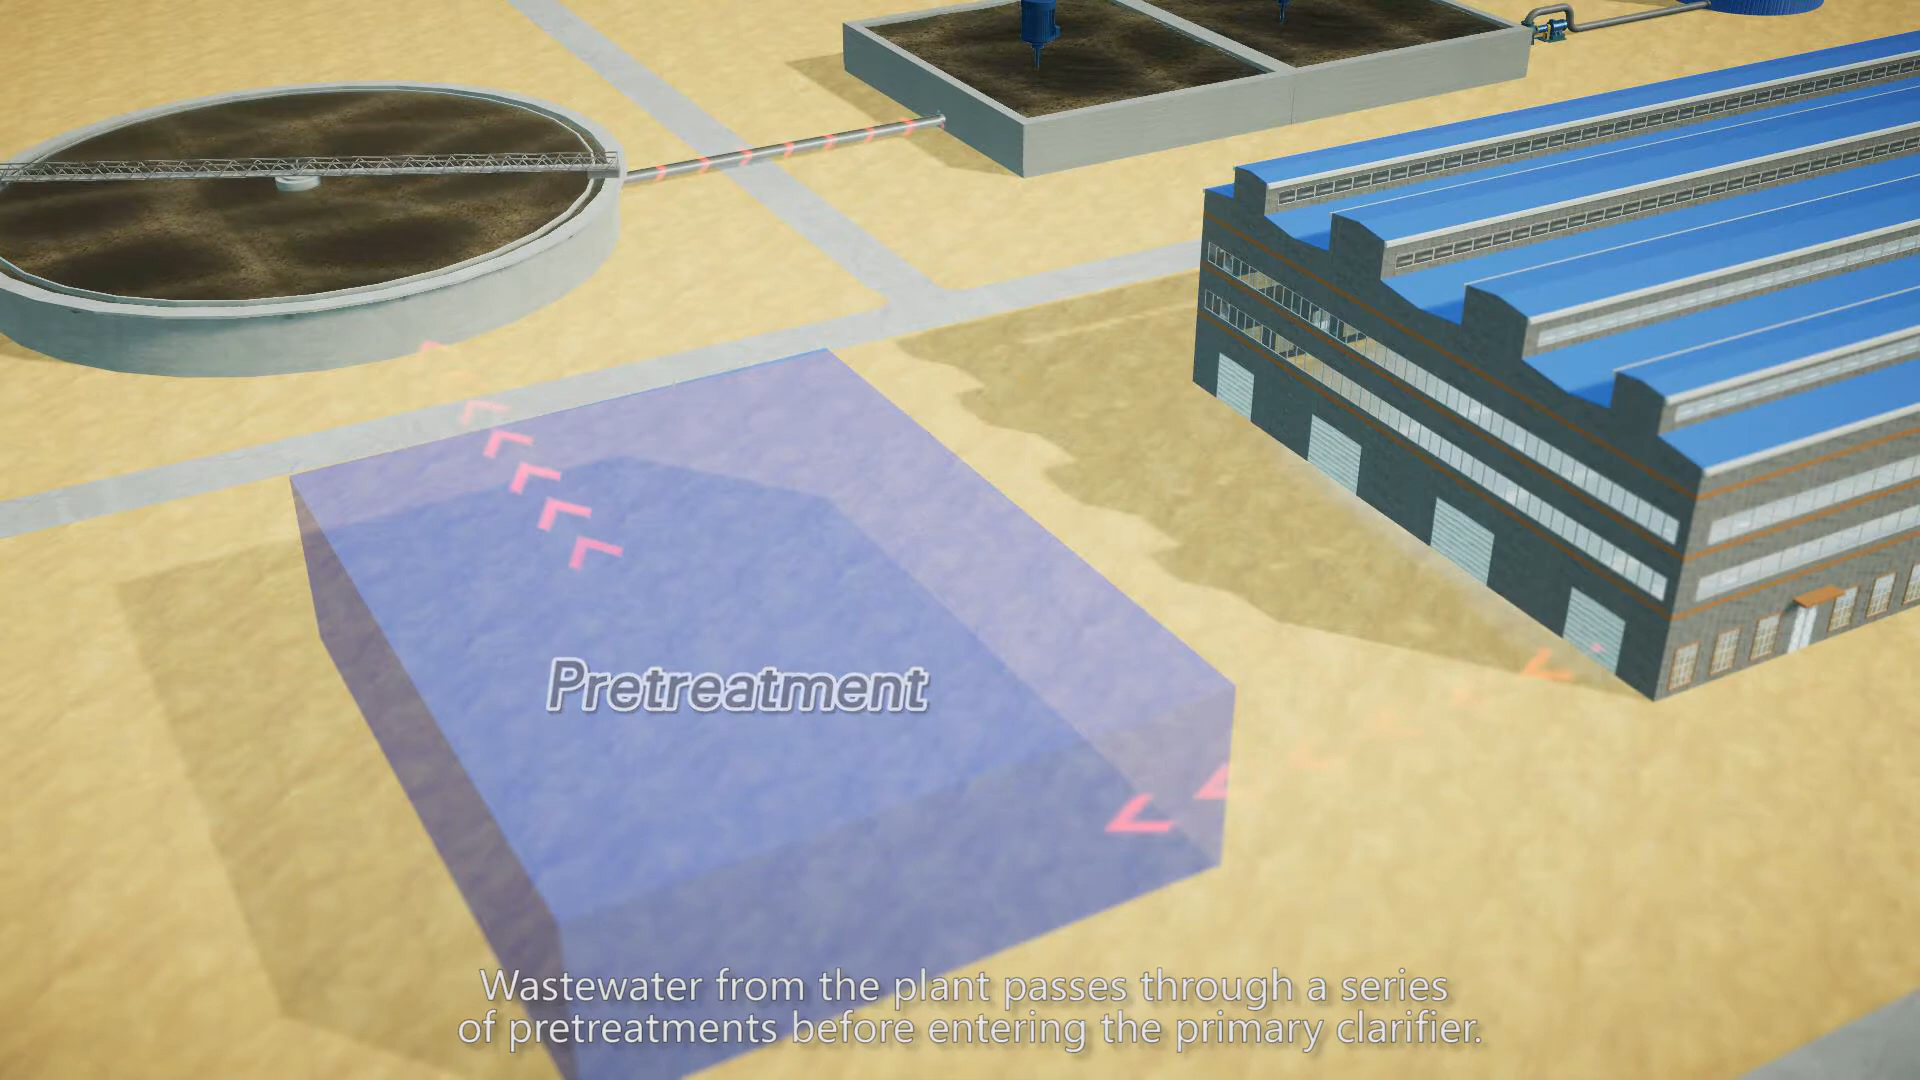 Pretreatment
Wastewater from the plant passes through a series
of pretreatments before entering the primary clarifier.